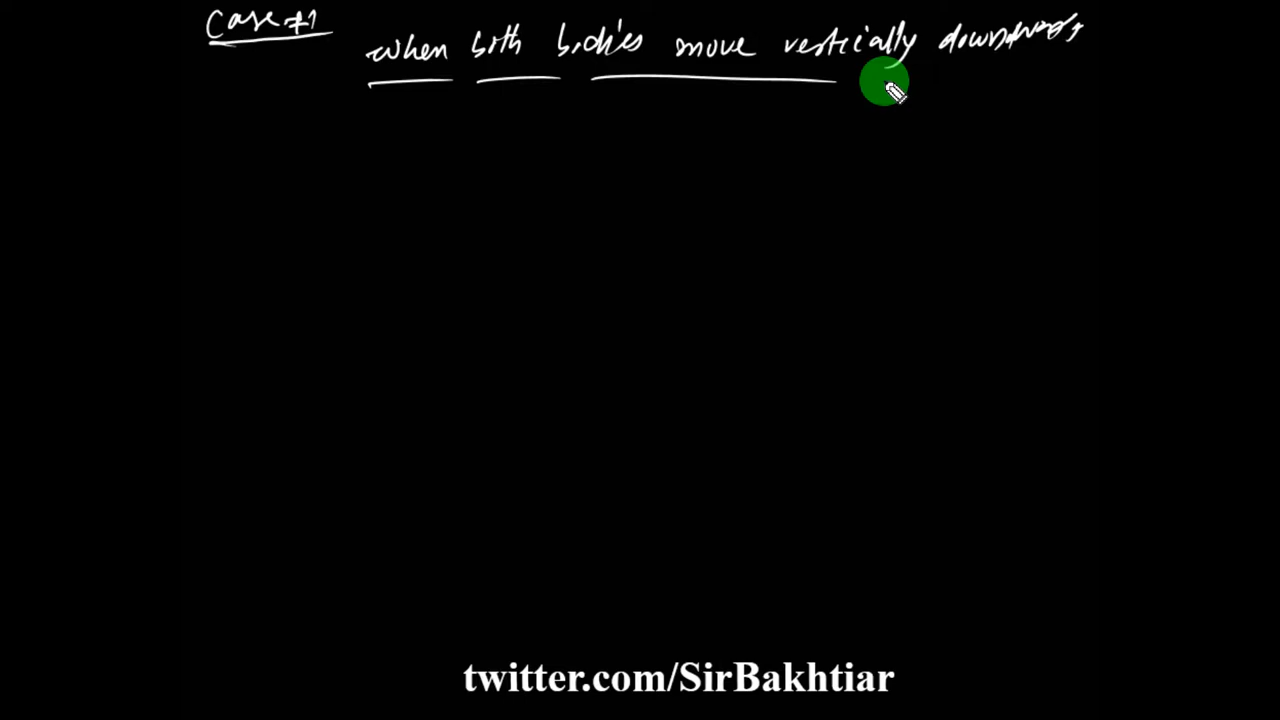 Case #1
when both bodies move vertically downwards
twitter.com/SirBakhtiar